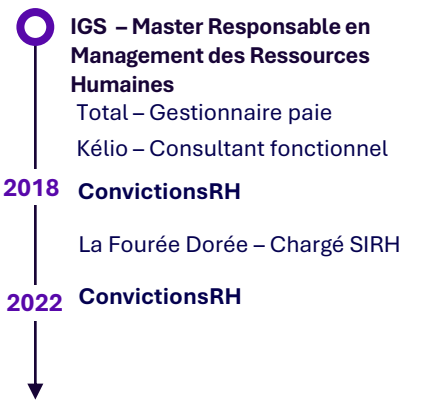 IGS – Master Responsable en
Management des Ressources
Humaines
Total – Gestionnaire paie
Kélio – Consultant fonctionnel
2018 ConvictionsRH
La Fourée Dorée – Chargé SIRH
2022 ConvictionsRH